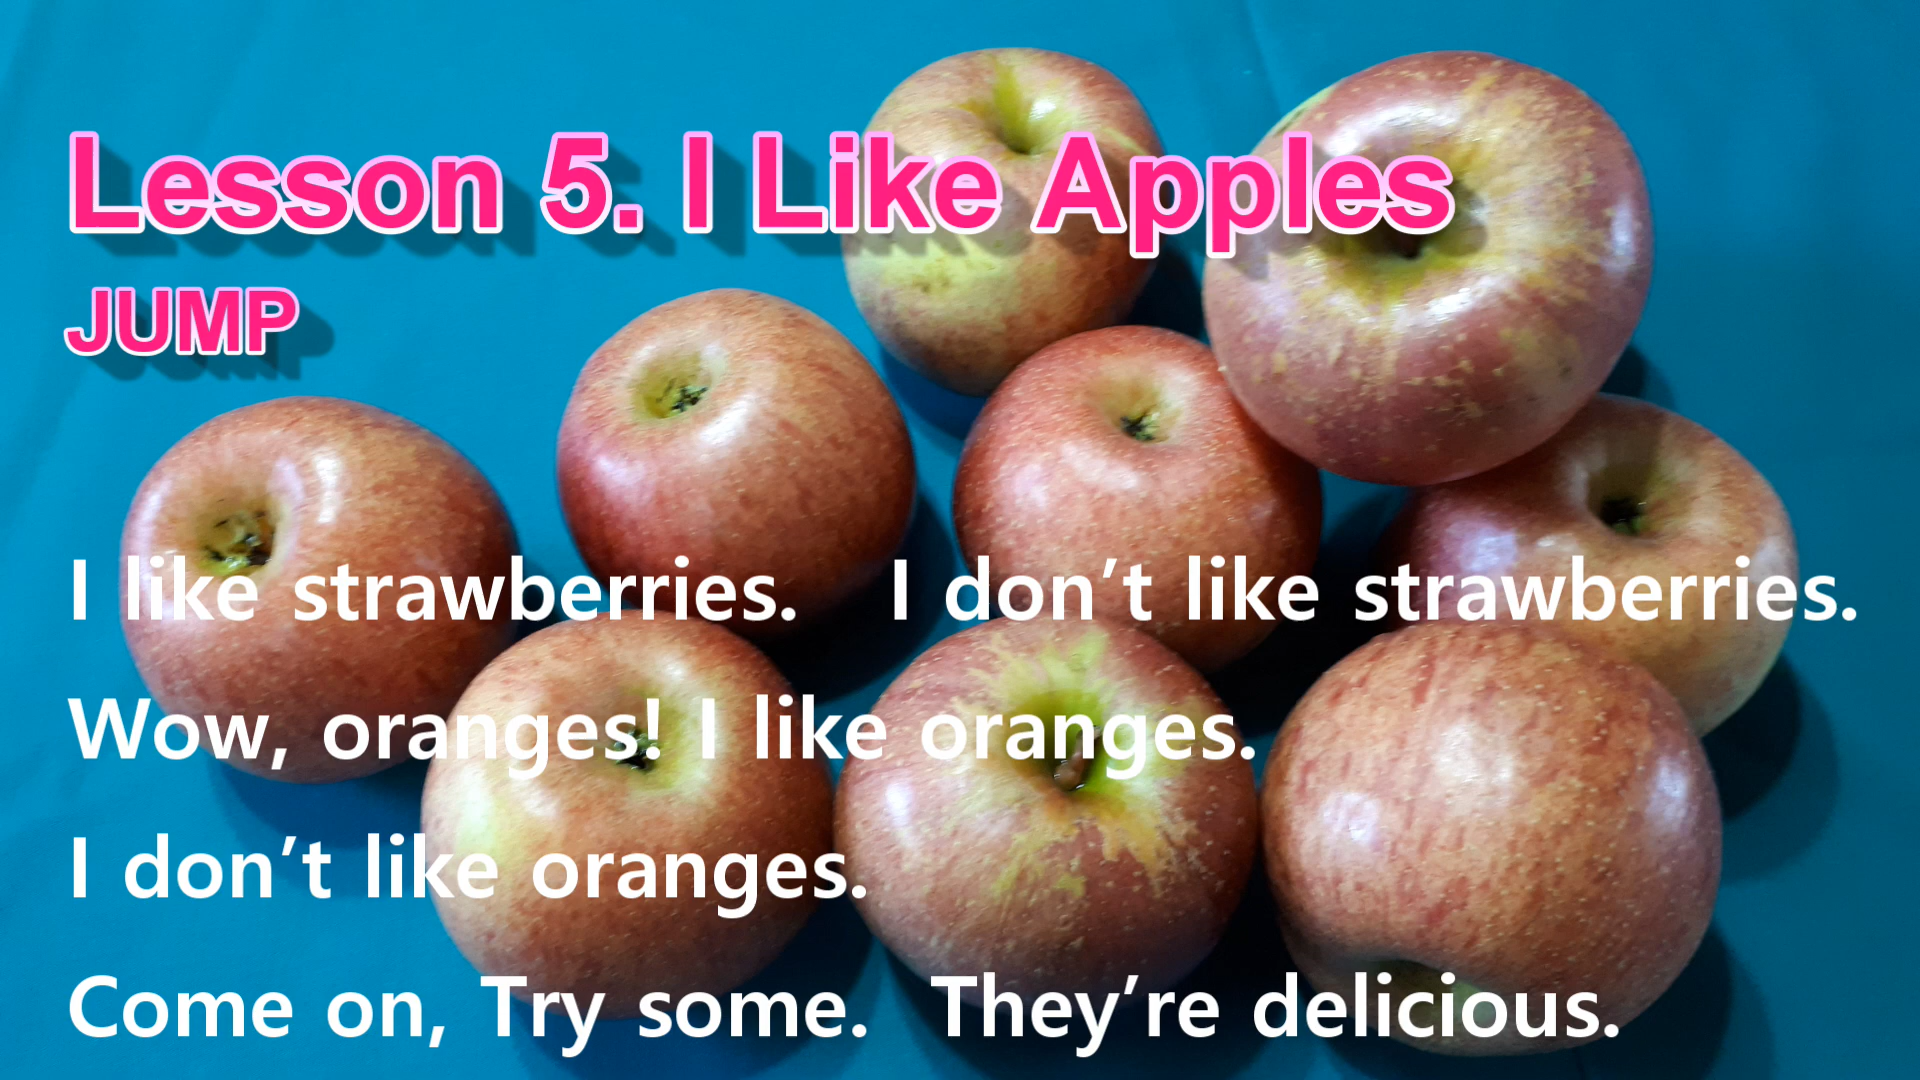 Lesson 5. I Like Apples
JUMP
I like strawberries. I don’t like strawberries.
Wow, oranges! I like oranges.
I don’t like oranges.
Come on, Try some. They’re delicious.